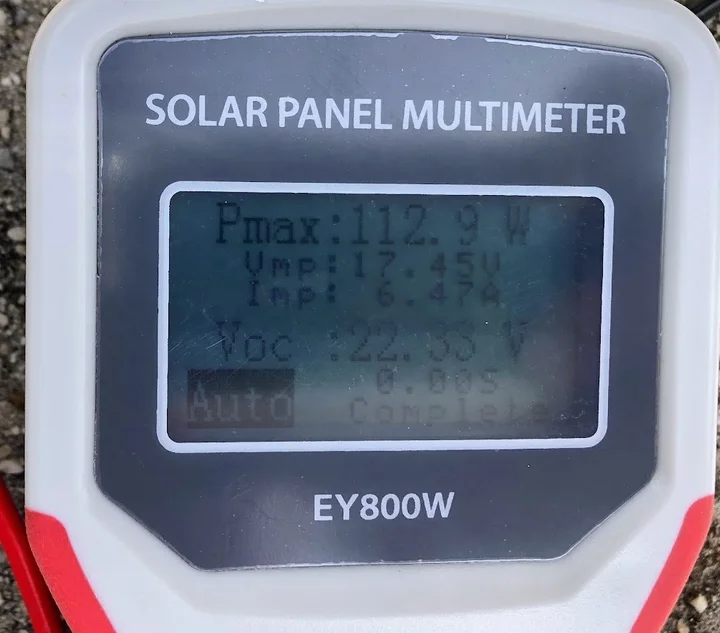 SOLAR PANEL MULTIMETER
Pmax:112.9 W
Vmp:17.45V
Imp: 6.47A
Voc :22.33 V
0.00S
Auto Complete
EY800W